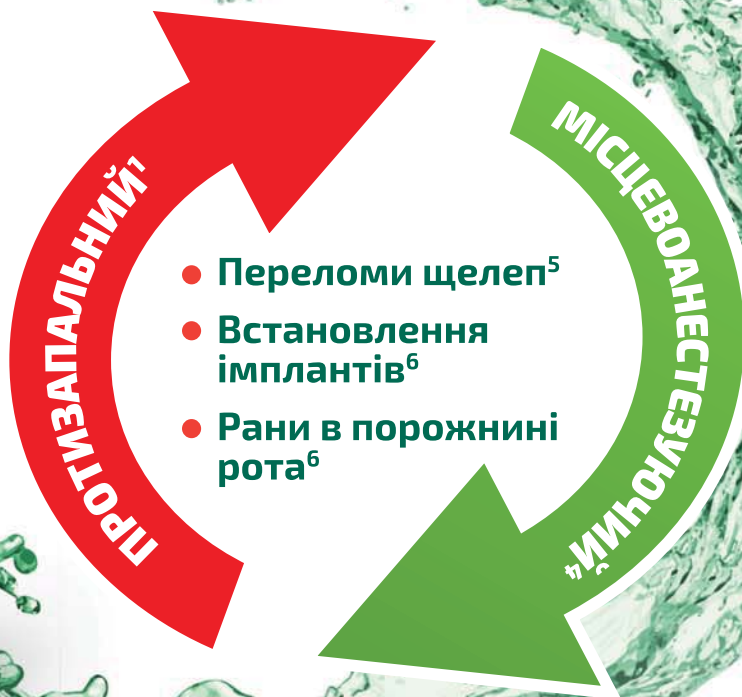 ПРОТИЗАПАЛЬНИЙ¹
МІСЦЕВОАНЕСТЕЗУЮЧИЙ⁴
• Переломи щелеп⁵
• Встановлення
імплантів⁶
• Рани в порожнині
рота⁶